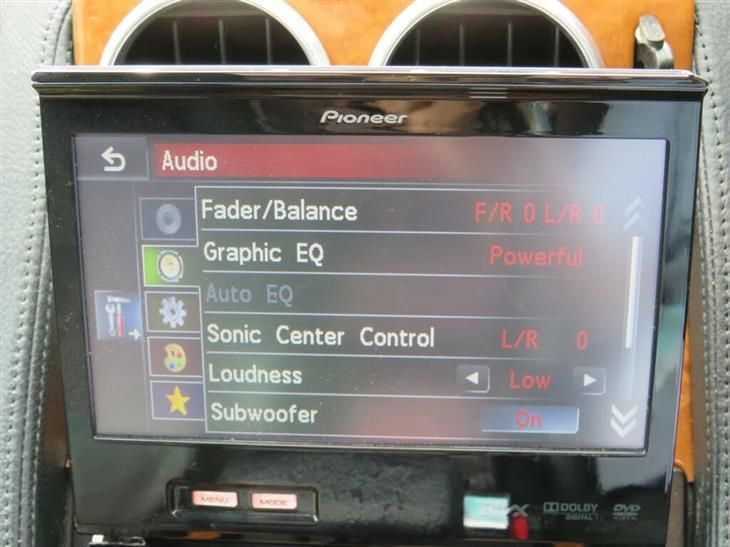 Pioneer
Audio
Fader/Balance F/R 0 L/R 0
Graphic EQ Powerful
Auto EQ
Sonic Center Control L/R 0
Loudness Low
Subwoofer On
MENU MODE
DOLBY DIGITAL DVD